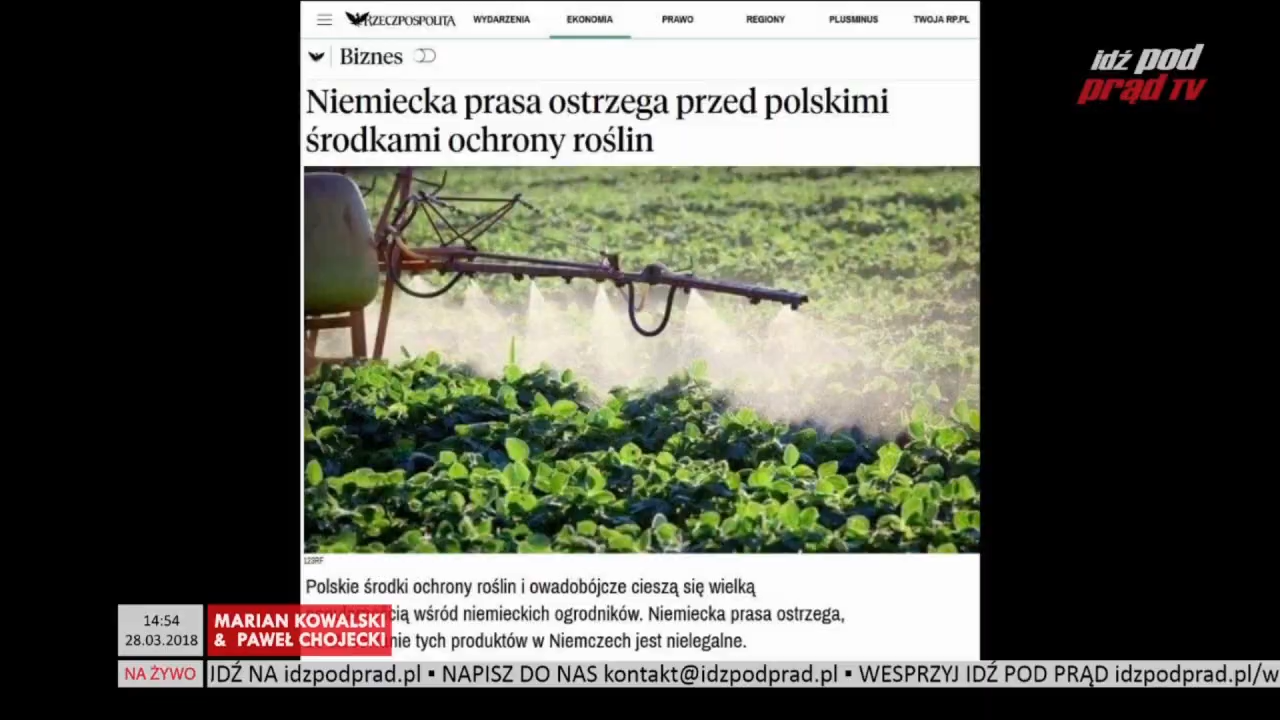 RZECZPOSPOLITA WYDARZENIA EKONOMIA PRAWO REGIONY PLUSMINUS TWOJA RP.PL
Biznes
idź pod
prąd TV
Niemiecka prasa ostrzega przed polskimi
środkami ochrony roślin
123RF
Polskie środki ochrony roślin i owadobójcze cieszą się wielką
wśród niemieckich ogrodników. Niemiecka prasa ostrzega,
tych produktów w Niemczech jest nielegalne.
14:54
28.03.2018
MARIAN KOWALSKI
& PAWEŁ CHOJECKI
NA ŻYWO
JDŹ NA idzpodprad.pl ▪ NAPISZ DO NAS kontakt@idzpodprad.pl ▪ WESPRZYJ IDŹ POD PRĄD idzpodprad.pl/w